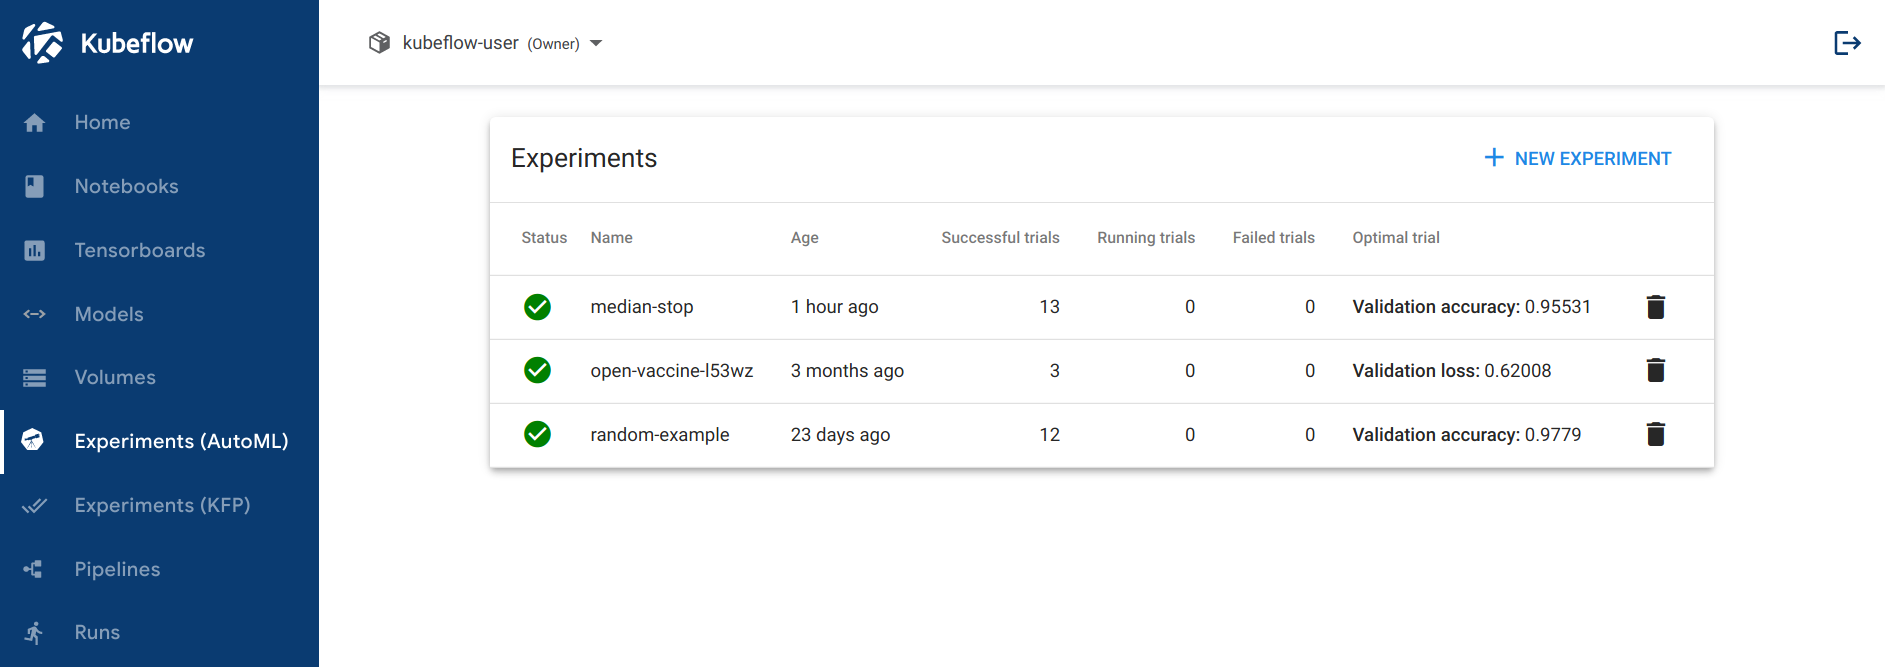 Kubeflow
kubeflow-user (Owner)
Home
Notebooks
Tensorboards
Models
Volumes
Experiments (AutoML)
Experiments (KFP)
Pipelines
Runs
Experiments
NEW EXPERIMENT
Status Name Age Successful trials Running trials Failed trials Optimal trial
median-stop 1 hour ago 13 0 0 Validation accuracy: 0.95531
open-vaccine-l53wz 3 months ago 3 0 0 Validation loss: 0.62008
random-example 23 days ago 12 0 0 Validation accuracy: 0.9779